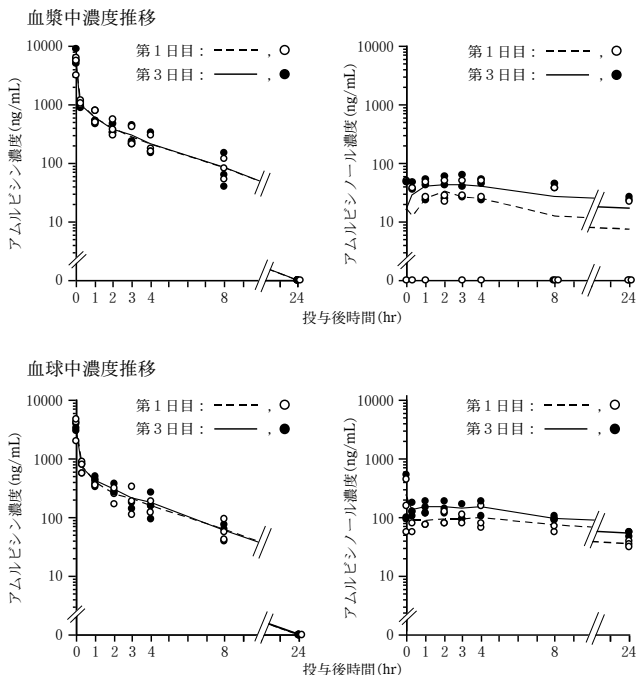 血漿中濃度推移
アムルビシン濃度(ng/mL)
10000
1000
100
10
0
第1日目： , 
第3日目： , 
0 1 2 3 4 8 24
アムルビシノール濃度(ng/mL)
10000
1000
100
10
0
第1日目： , 
第3日目： , 
0 1 2 3 4 8 24
投与後時間(hr)
血球中濃度推移
アムルビシン濃度(ng/mL)
10000
1000
100
10
0
第1日目： , 
第3日目： , 
0 1 2 3 4 8 24
アムルビシノール濃度(ng/mL)
10000
1000
100
10
0
第1日目： , 
第3日目： , 
0 1 2 3 4 8 24
投与後時間(hr)